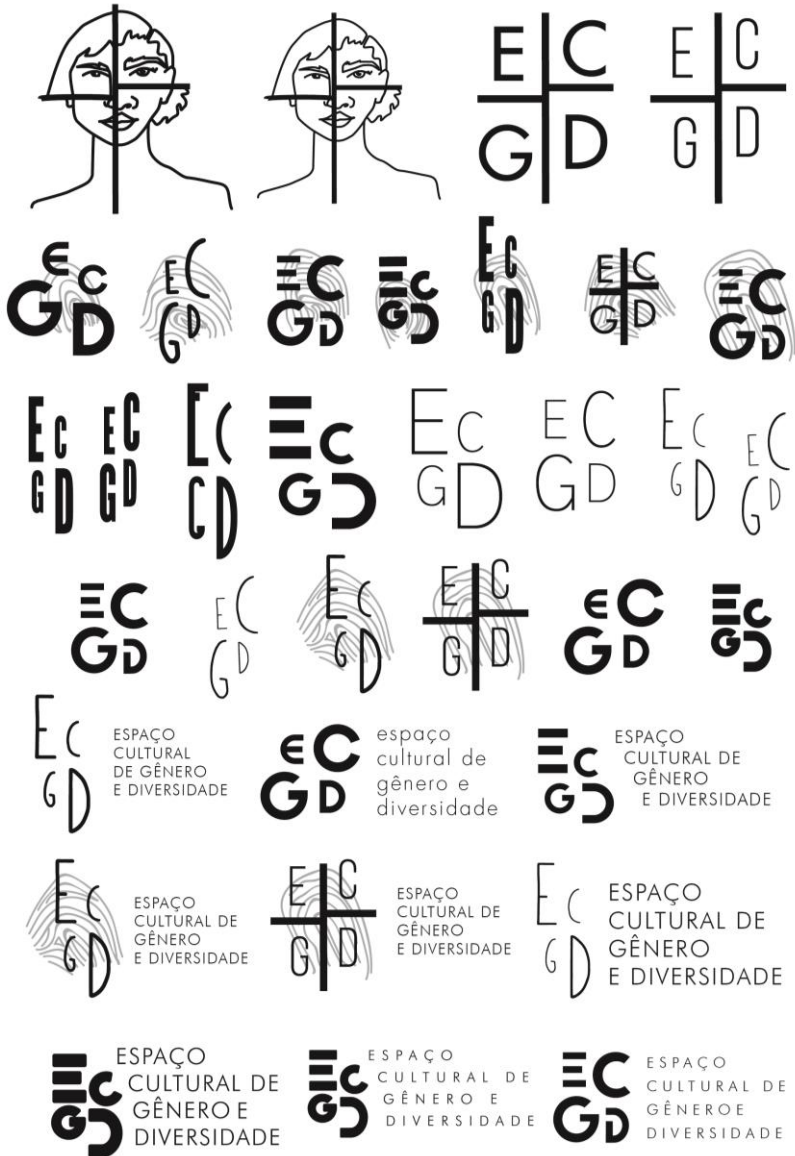 E C
G D
E C
G D
E C
G D
E C
G D
E C
G D
E C
G D
E C
G D
E C
G D
E C
G D
E C
G D
E C
G D
E C
C D
E C
G D
E C
G D
E C
G D
E C
G D
E C
G D
E C
G D
E C
G D
E C
G D
E C
G D
E C
G D
E C
G D
E C
G D
ESPAÇO
CULTURAL
DE GÊNERO
E DIVERSIDADE
E C
G D
espaço
cultural de
gênero e
diversidade
E C
G D
ESPAÇO
CULTURAL DE
GÊNERO
E DIVERSIDADE
E C
G D
ESPAÇO
CULTURAL DE
GÊNERO
E DIVERSIDADE
E C
G D
ESPAÇO
CULTURAL DE
GÊNERO
E DIVERSIDADE
E C
G D
ESPAÇO
CULTURAL DE
GÊNERO
E DIVERSIDADE
E C
G D
ESPAÇO
CULTURAL DE
GÊNERO E
DIVERSIDADE
E C
G D
ESPAÇO
CULTURAL DE
GÊNERO E
DIVERSIDADE
E C
G D
ESPAÇO
CULTURAL DE
GÊNEROE
DIVERSIDADE